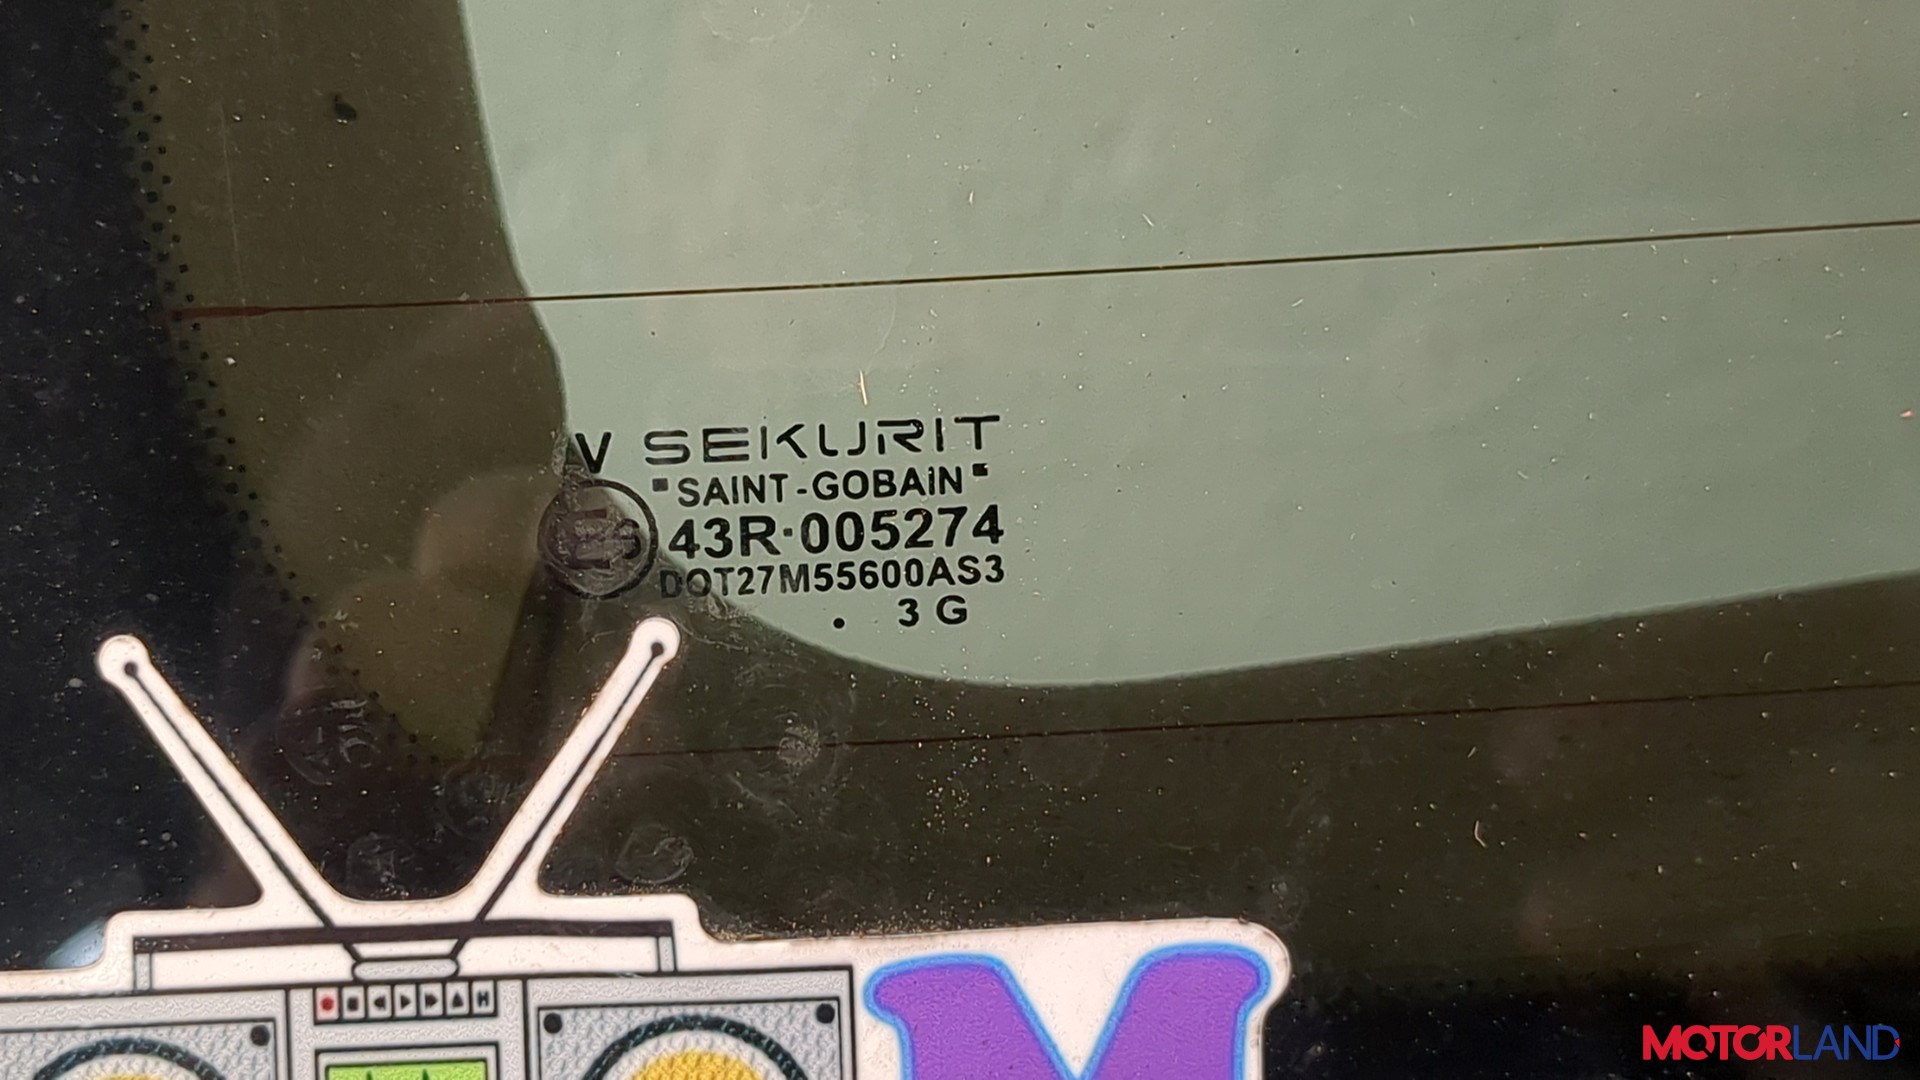 V SEKURIT
"SAINT-GOBAIN"
43R·005274
DOT27M55600AS3
. 3 G
M
MOTORLAND